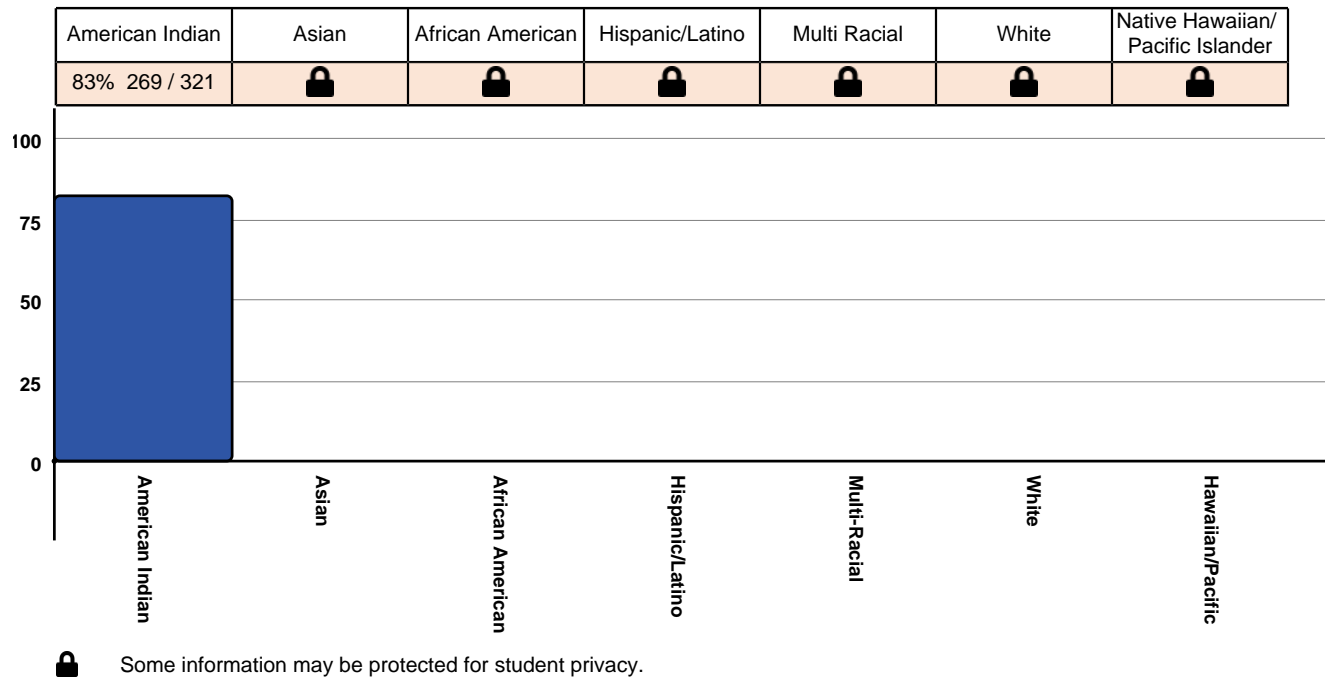 American Indian Asian African American Hispanic/Latino Multi Racial White Native Hawaiian/
Pacific Islander
83% 269 / 321
100
75
50
25
0
American Indian
Asian
African American
Hispanic/Latino
Multi-Racial
White
Hawaiian/Pacific
Some information may be protected for student privacy.